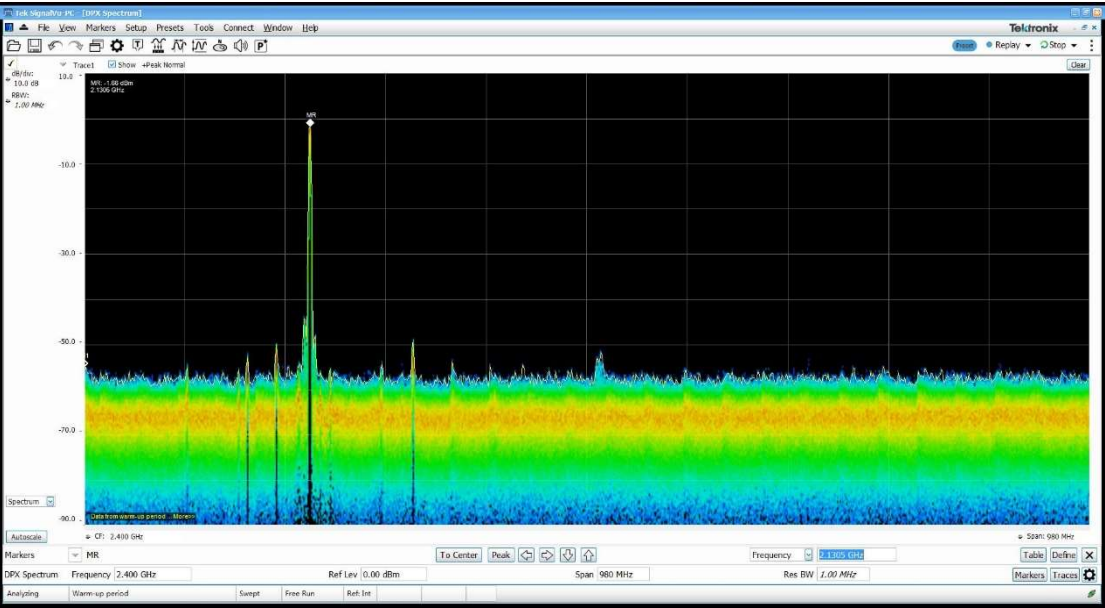 Tek SignalVu-PC - [DPX Spectrum]
File View Markers Setup Presets Tools Connect Window Help
Tektronix
Preset Replay Stop
Trace1 Show +Peak Normal Clear
dB/div:
10.0 dB
RBW:
1.00 MHz
10.0
MR: -1.88 dBm
2.1306 GHz
MR
-10.0
-30.0
-50.0
-70.0
-90.0
Spectrum
Data from warm-up period... More>>
Autoscale CF: 2.400 GHz Span: 980 MHz
Markers MR To Center Peak Frequency 2.1305 GHz Table Define
DPX Spectrum Frequency 2.400 GHz Ref Lev 0.00 dBm Span 980 MHz Res BW 1.00 MHz Markers Traces
Analyzing Warm-up period Swept Free Run Ref: Int